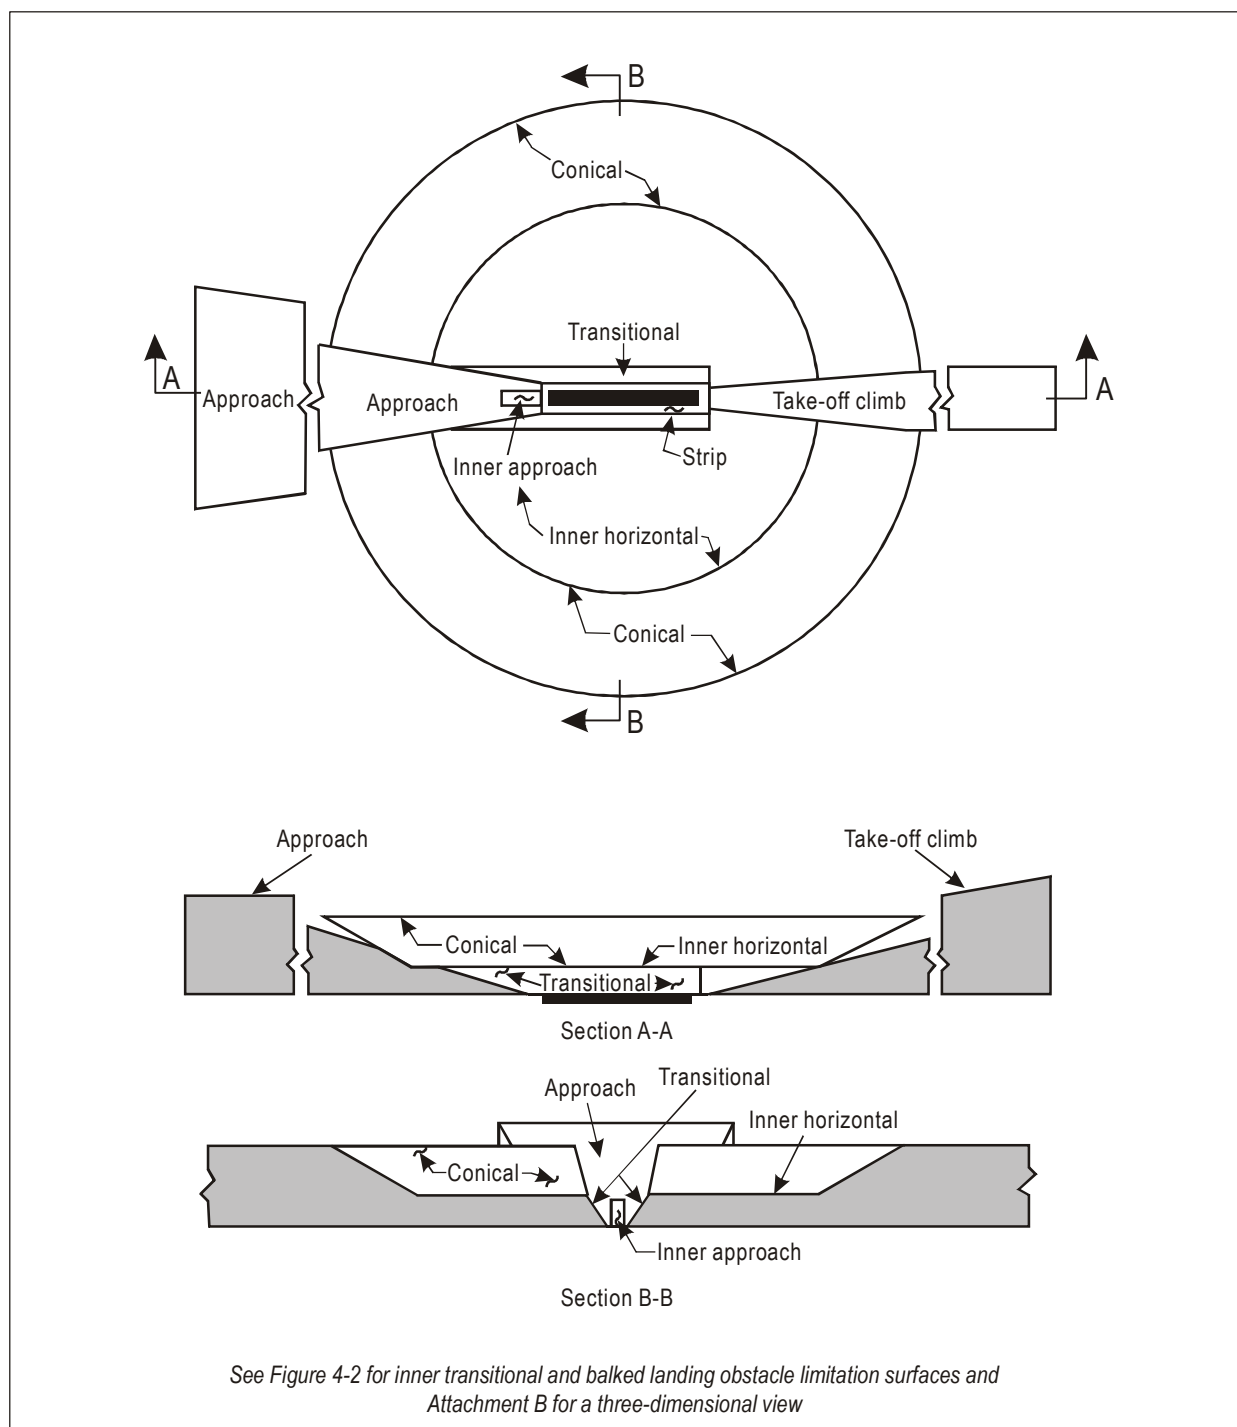 B
Conical
Transitional
A
Approach
Approach
Take-off climb
A
Inner approach
Strip
Inner horizontal
Conical
B
Approach
Take-off climb
Conical
Inner horizontal
Transitional
Section A-A
Approach
Transitional
Inner horizontal
Conical
Inner approach
Section B-B
See Figure 4-2 for inner transitional and balked landing obstacle limitation surfaces and
Attachment B for a three-dimensional view